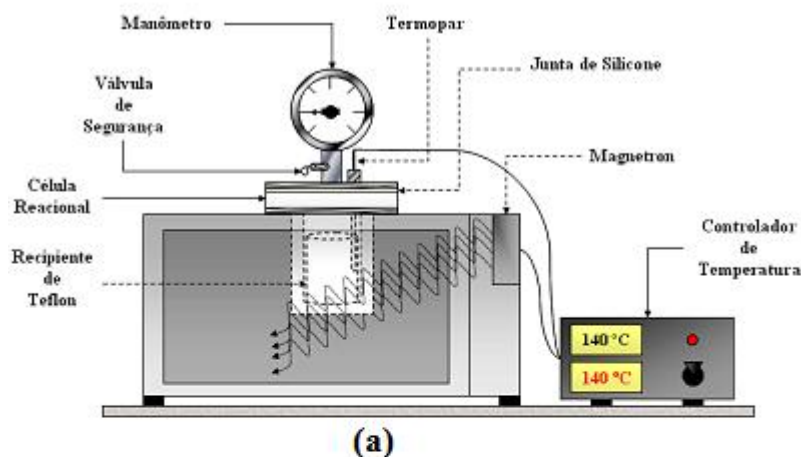 Manômetro
Termopar
Válvula
de
Segurança
Junta de Silicone
Magnetron
Célula
Reacional
Controlador
de
Temperatura
Recipiente
de
Teflon
140 °C
140 °C
(a)